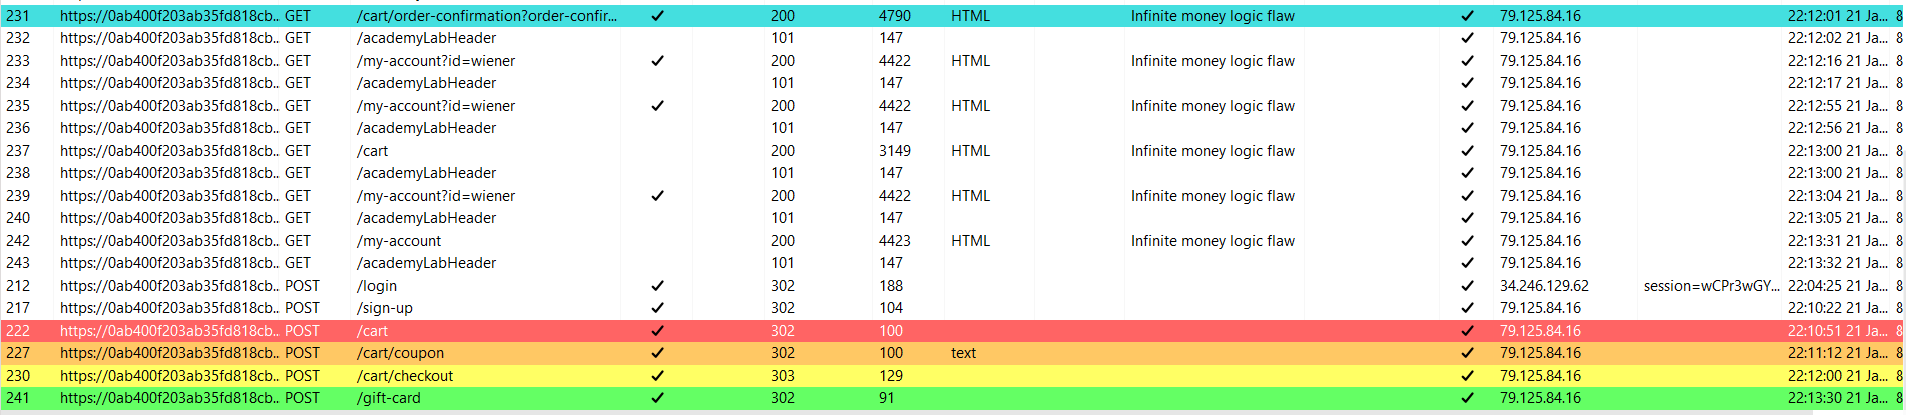 231 https://0ab400f203ab35fd818cb... GET /cart/order-confirmation?order-confir... ✓ 200 4790 HTML Infinite money logic flaw ✓ 79.125.84.16 22:12:01 21 Ja... 8
232 https://0ab400f203ab35fd818cb... GET /academyLabHeader 101 147 ✓ 79.125.84.16 22:12:02 21 Ja... 8
233 https://0ab400f203ab35fd818cb... GET /my-account?id=wiener ✓ 200 4422 HTML Infinite money logic flaw ✓ 79.125.84.16 22:12:16 21 Ja... 8
234 https://0ab400f203ab35fd818cb... GET /academyLabHeader 101 147 ✓ 79.125.84.16 22:12:17 21 Ja... 8
235 https://0ab400f203ab35fd818cb... GET /my-account?id=wiener ✓ 200 4422 HTML Infinite money logic flaw ✓ 79.125.84.16 22:12:55 21 Ja... 8
236 https://0ab400f203ab35fd818cb... GET /academyLabHeader 101 147 ✓ 79.125.84.16 22:12:56 21 Ja... 8
237 https://0ab400f203ab35fd818cb... GET /cart 200 3149 HTML Infinite money logic flaw ✓ 79.125.84.16 22:13:00 21 Ja... 8
238 https://0ab400f203ab35fd818cb... GET /academyLabHeader 101 147 ✓ 79.125.84.16 22:13:00 21 Ja... 8
239 https://0ab400f203ab35fd818cb... GET /my-account?id=wiener ✓ 200 4422 HTML Infinite money logic flaw ✓ 79.125.84.16 22:13:04 21 Ja... 8
240 https://0ab400f203ab35fd818cb... GET /academyLabHeader 101 147 ✓ 79.125.84.16 22:13:05 21 Ja... 8
242 https://0ab400f203ab35fd818cb... GET /my-account 200 4423 HTML Infinite money logic flaw ✓ 79.125.84.16 22:13:31 21 Ja... 8
243 https://0ab400f203ab35fd818cb... GET /academyLabHeader 101 147 ✓ 79.125.84.16 22:13:32 21 Ja... 8
212 https://0ab400f203ab35fd818cb... POST /login ✓ 302 188 ✓ 34.246.129.62 session=wCPr3wGY... 22:04:25 21 Ja... 8
217 https://0ab400f203ab35fd818cb... POST /sign-up ✓ 302 104 ✓ 79.125.84.16 22:10:22 21 Ja... 8
222 https://0ab400f203ab35fd818cb... POST /cart ✓ 302 100 ✓ 79.125.84.16 22:10:51 21 Ja... 8
227 https://0ab400f203ab35fd818cb... POST /cart/coupon ✓ 302 100 text ✓ 79.125.84.16 22:11:12 21 Ja... 8
230 https://0ab400f203ab35fd818cb... POST /cart/checkout ✓ 303 129 ✓ 79.125.84.16 22:12:00 21 Ja... 8
241 https://0ab400f203ab35fd818cb... POST /gift-card ✓ 302 91 ✓ 79.125.84.16 22:13:30 21 Ja... 8